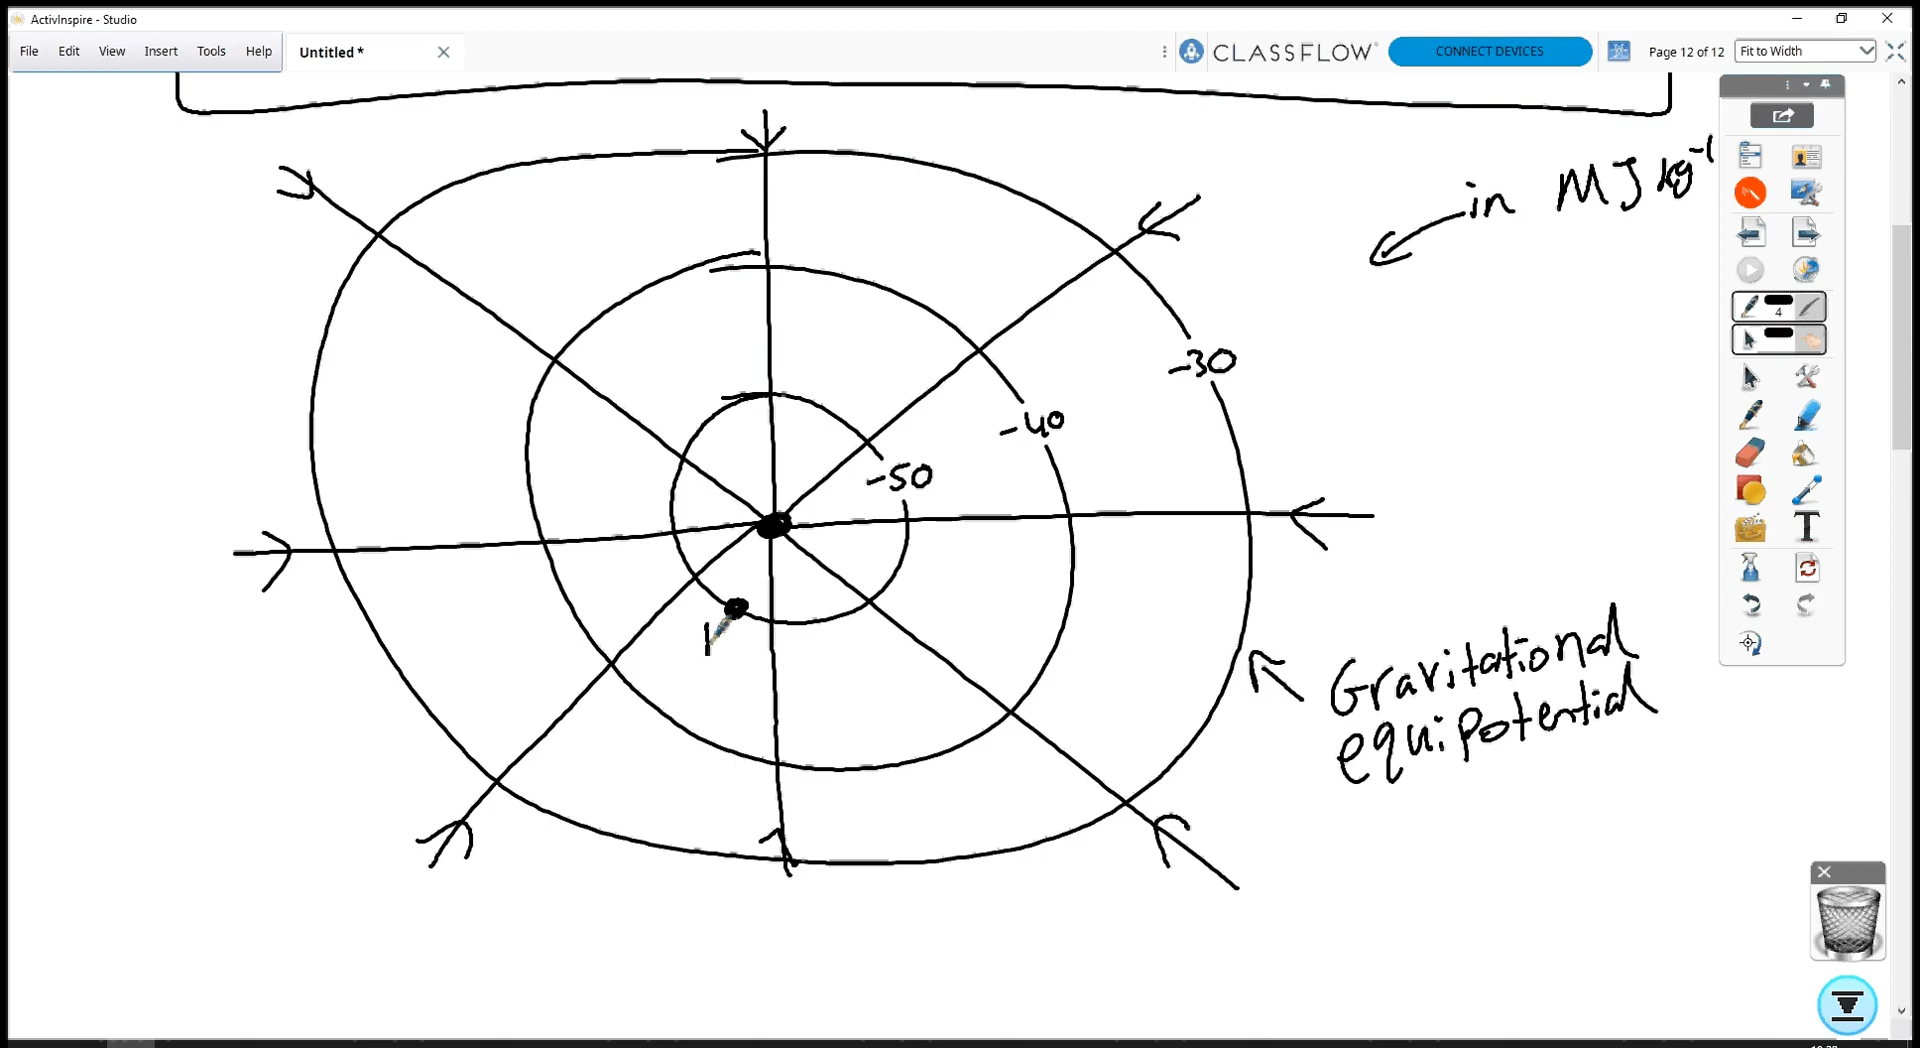 ActivInspire - Studio
File Edit View Insert Tools Help
Untitled *
CLASSFLOW
CONNECT DEVICES
Page 12 of 12
Fit to Width
in MJ kg⁻¹
-30
-40
-50
Gravitational
equipotential
4
T